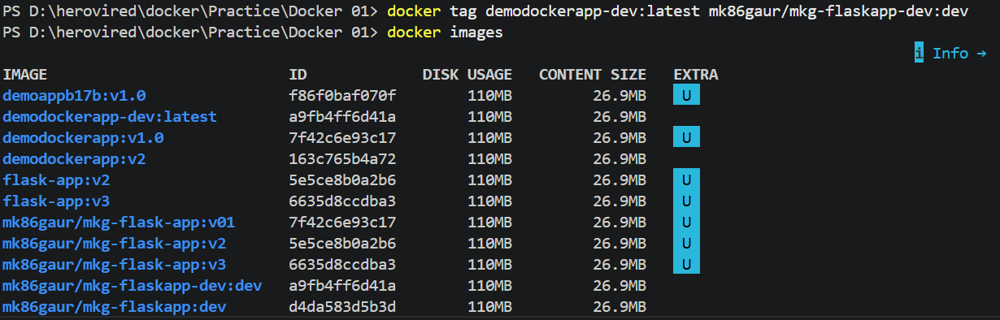 PS D:\herovired\docker\Practice\Docker 01> docker tag demodockerapp-dev:latest mk86gaur/mkg-flaskapp-dev:dev
PS D:\herovired\docker\Practice\Docker 01> docker images
i Info →
IMAGE ID DISK USAGE CONTENT SIZE EXTRA
demoappb17b:v1.0 f86f0baf070f 110MB 26.9MB U
demodockerapp-dev:latest a9fb4ff6d41a 110MB 26.9MB
demodockerapp:v1.0 7f42c6e93c17 110MB 26.9MB U
demodockerapp:v2 163c765b4a72 110MB 26.9MB
flask-app:v2 5e5ce8b0a2b6 110MB 26.9MB U
flask-app:v3 6635d8ccdba3 110MB 26.9MB U
mk86gaur/mkg-flask-app:v01 7f42c6e93c17 110MB 26.9MB U
mk86gaur/mkg-flask-app:v2 5e5ce8b0a2b6 110MB 26.9MB U
mk86gaur/mkg-flask-app:v3 6635d8ccdba3 110MB 26.9MB U
mk86gaur/mkg-flaskapp-dev:dev a9fb4ff6d41a 110MB 26.9MB
mk86gaur/mkg-flaskapp:dev d4da583d5b3d 110MB 26.9MB